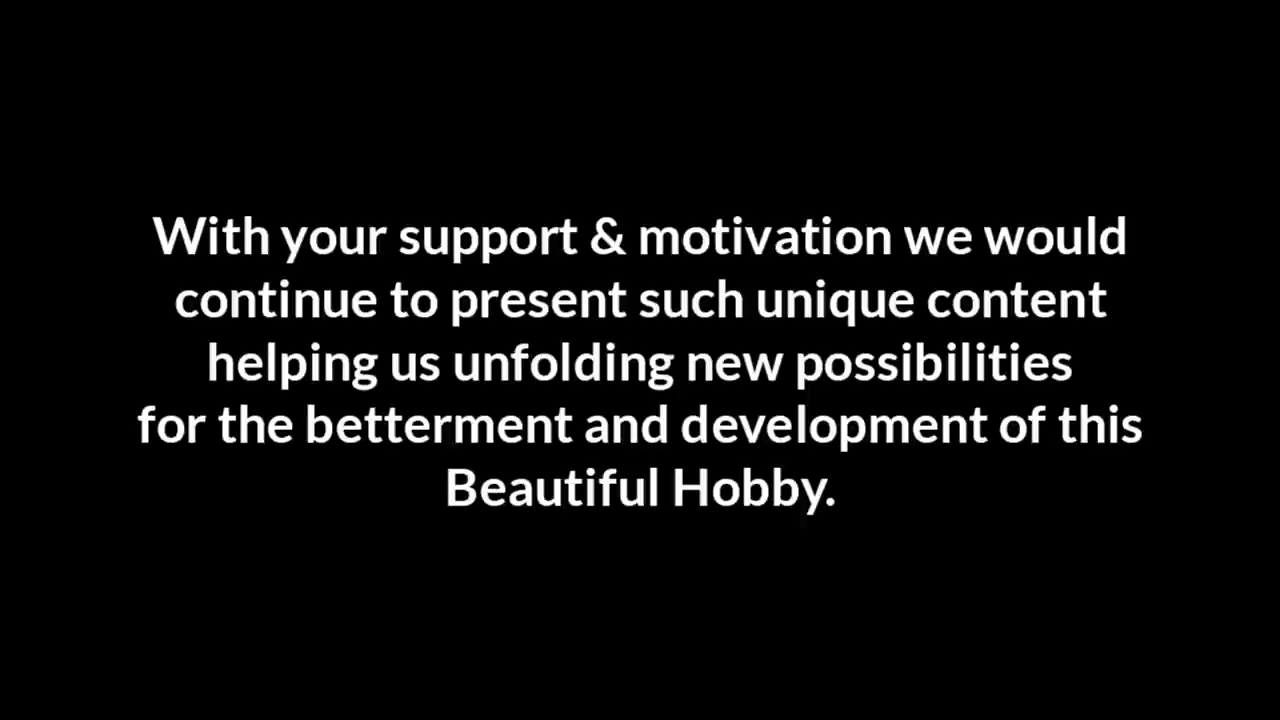 With your support & motivation we would
continue to present such unique content
helping us unfolding new possibilities
for the betterment and development of this
Beautiful Hobby.